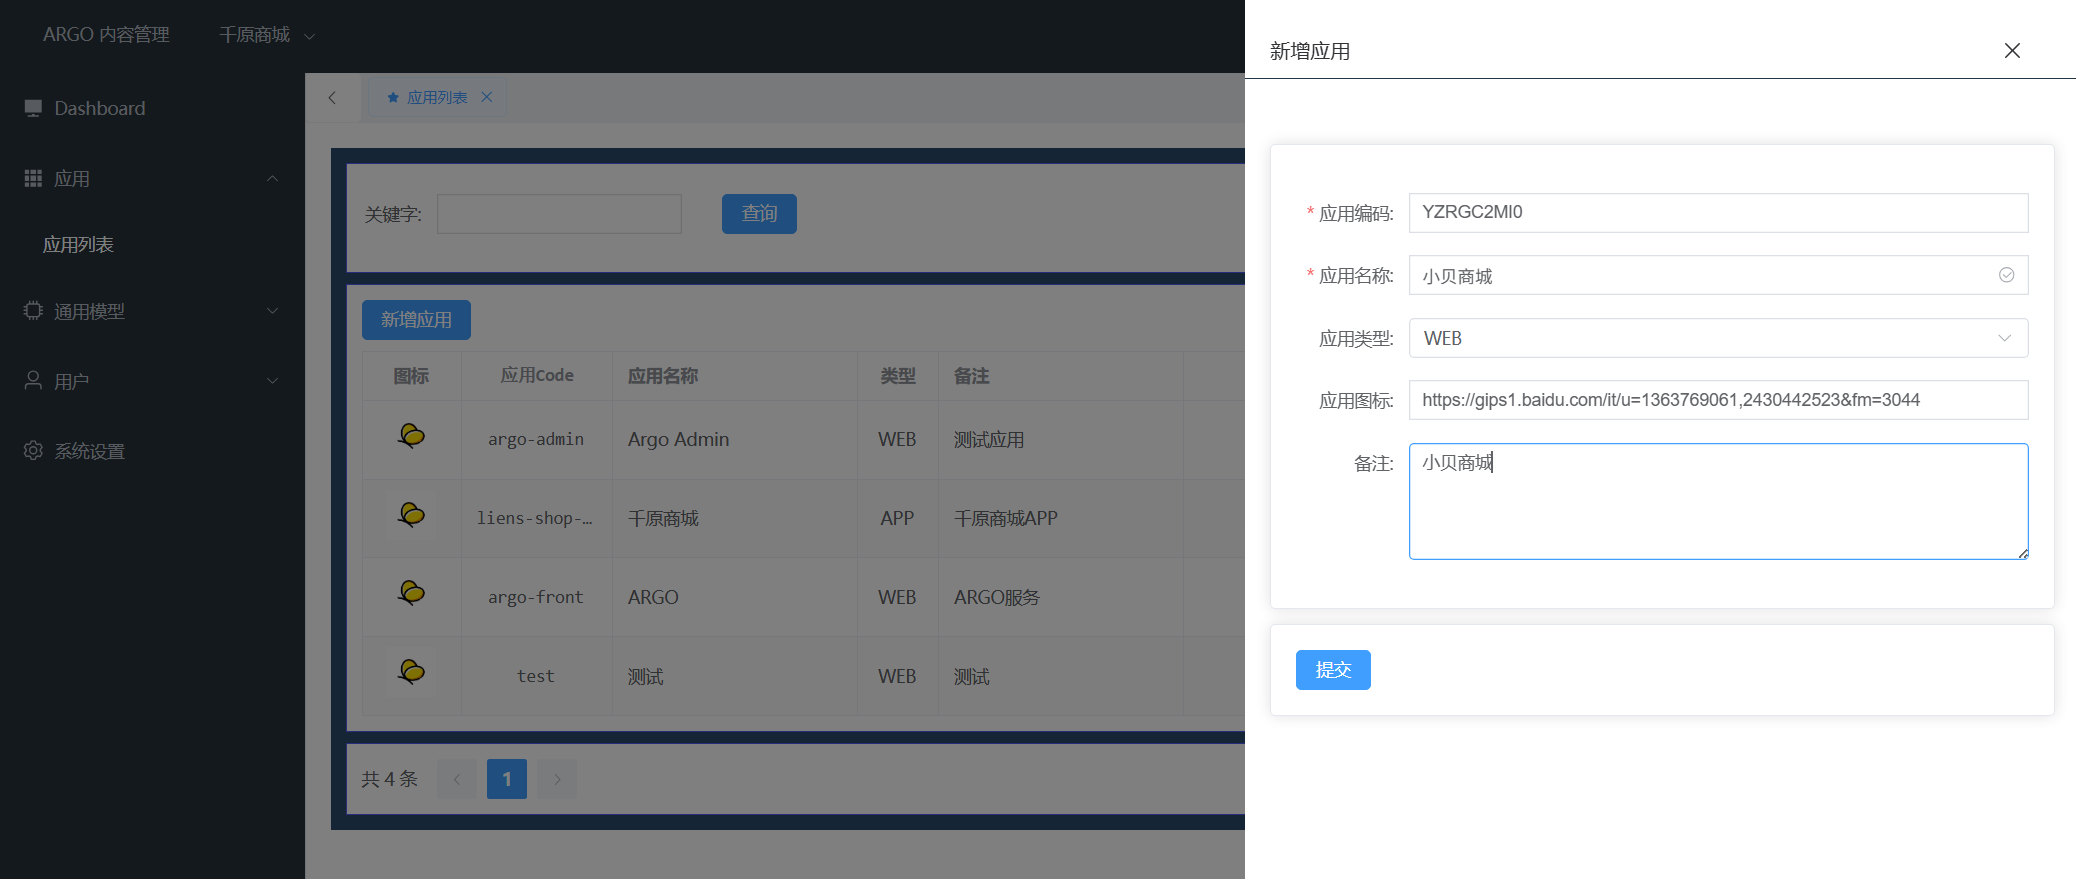 ARGO 内容管理
千原商城
Dashboard
应用
应用列表
通用模型
用户
系统设置
应用列表
关键字:
查询
新增应用
图标 应用Code 应用名称 类型 备注
argo-admin Argo Admin WEB 测试应用
liens-shop-... 千原商城 APP 千原商城APP
argo-front ARGO WEB ARGO服务
test 测试 WEB 测试
共 4 条 1
新增应用
* 应用编码: YZRGC2MI0
* 应用名称: 小贝商城
应用类型: WEB
应用图标: https://gips1.baidu.com/it/u=1363769061,2430442523&fm=3044
备注: 小贝商城
提交